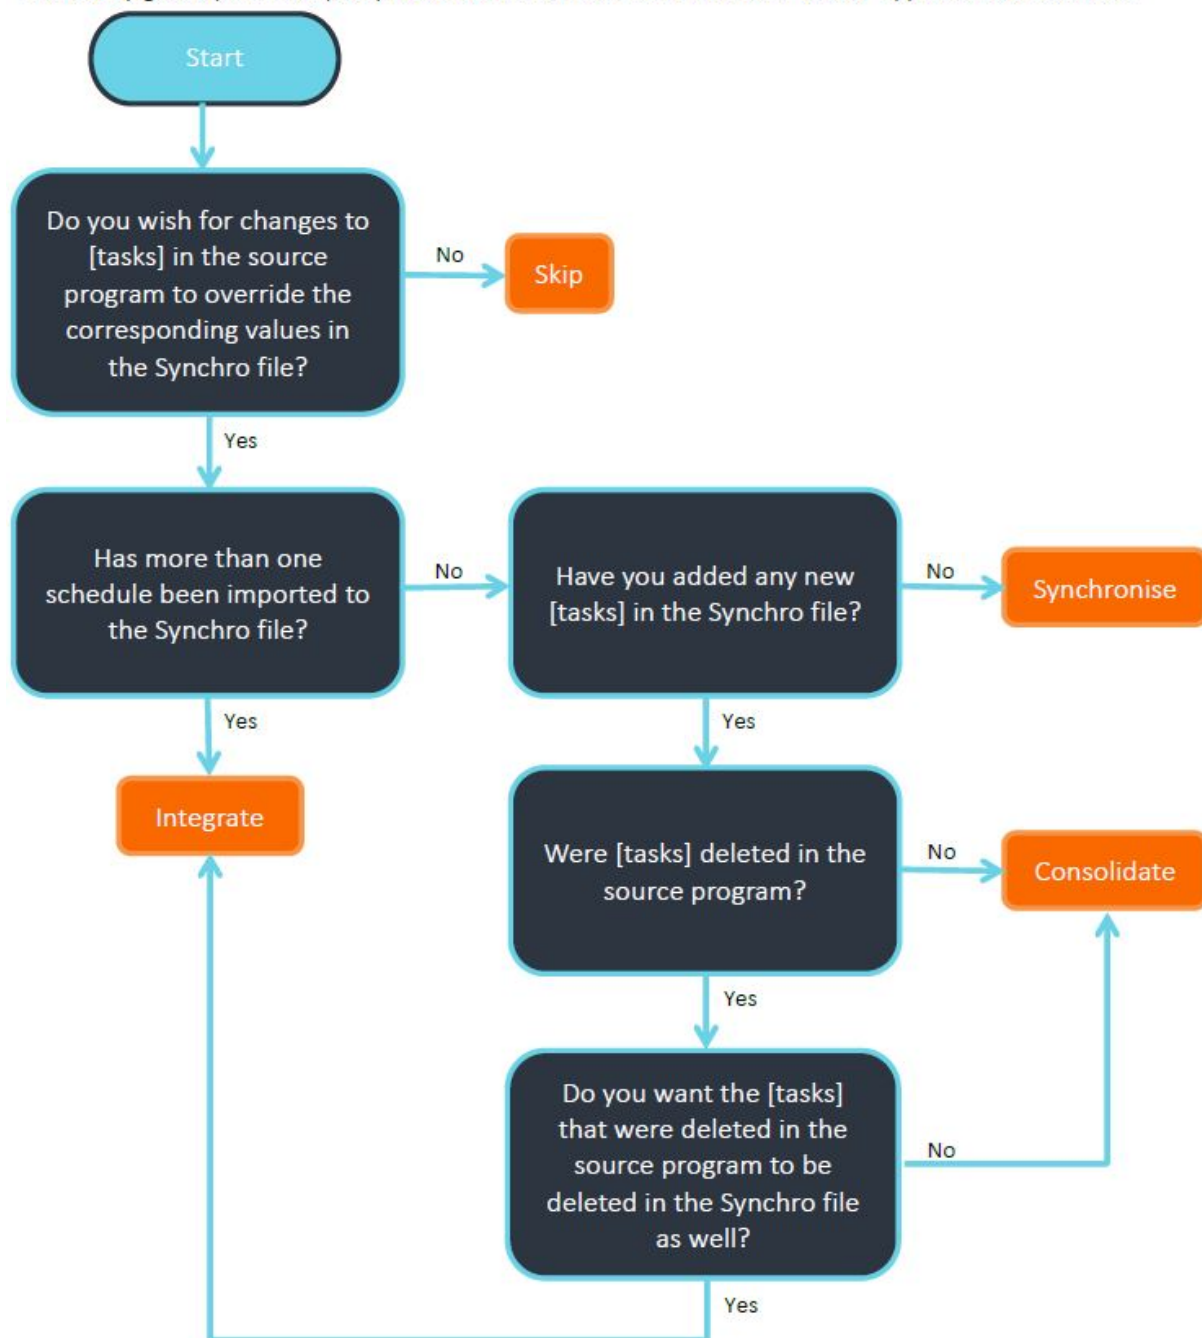 Start
Do you wish for changes to
[tasks] in the source
program to override the
corresponding values in
the Synchro file?
No
Skip
Yes
Has more than one
schedule been imported to
the Synchro file?
No
Have you added any new
[tasks] in the Synchro file?
No
Synchronise
Yes
Integrate
Yes
Were [tasks] deleted in the
source program?
No
Consolidate
Yes
Do you want the [tasks]
that were deleted in the
source program to be
deleted in the Synchro file
as well?
No
Yes